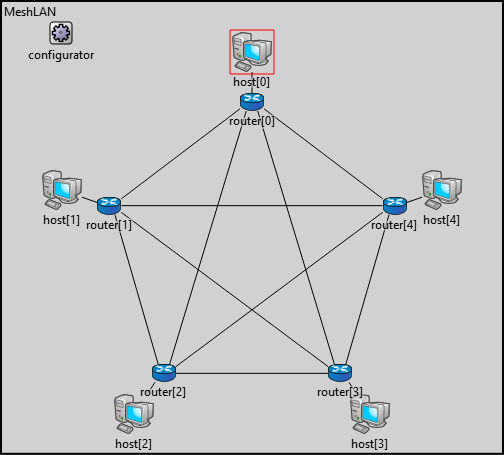 MeshLAN
configurator
host[0]
router[0]
host[1]
router[1]
router[4]
host[4]
router[2]
router[3]
host[2]
host[3]